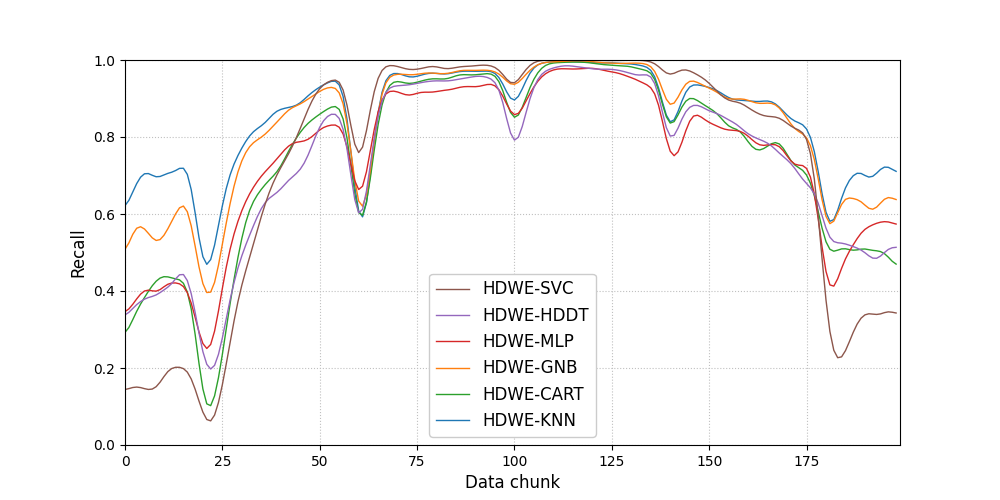 1.0
0.8
0.6
0.4
0.2
0.0
Recall
HDWE-SVC
HDWE-HDDT
HDWE-MLP
HDWE-GNB
HDWE-CART
HDWE-KNN
0 25 50 75 100 125 150 175
Data chunk